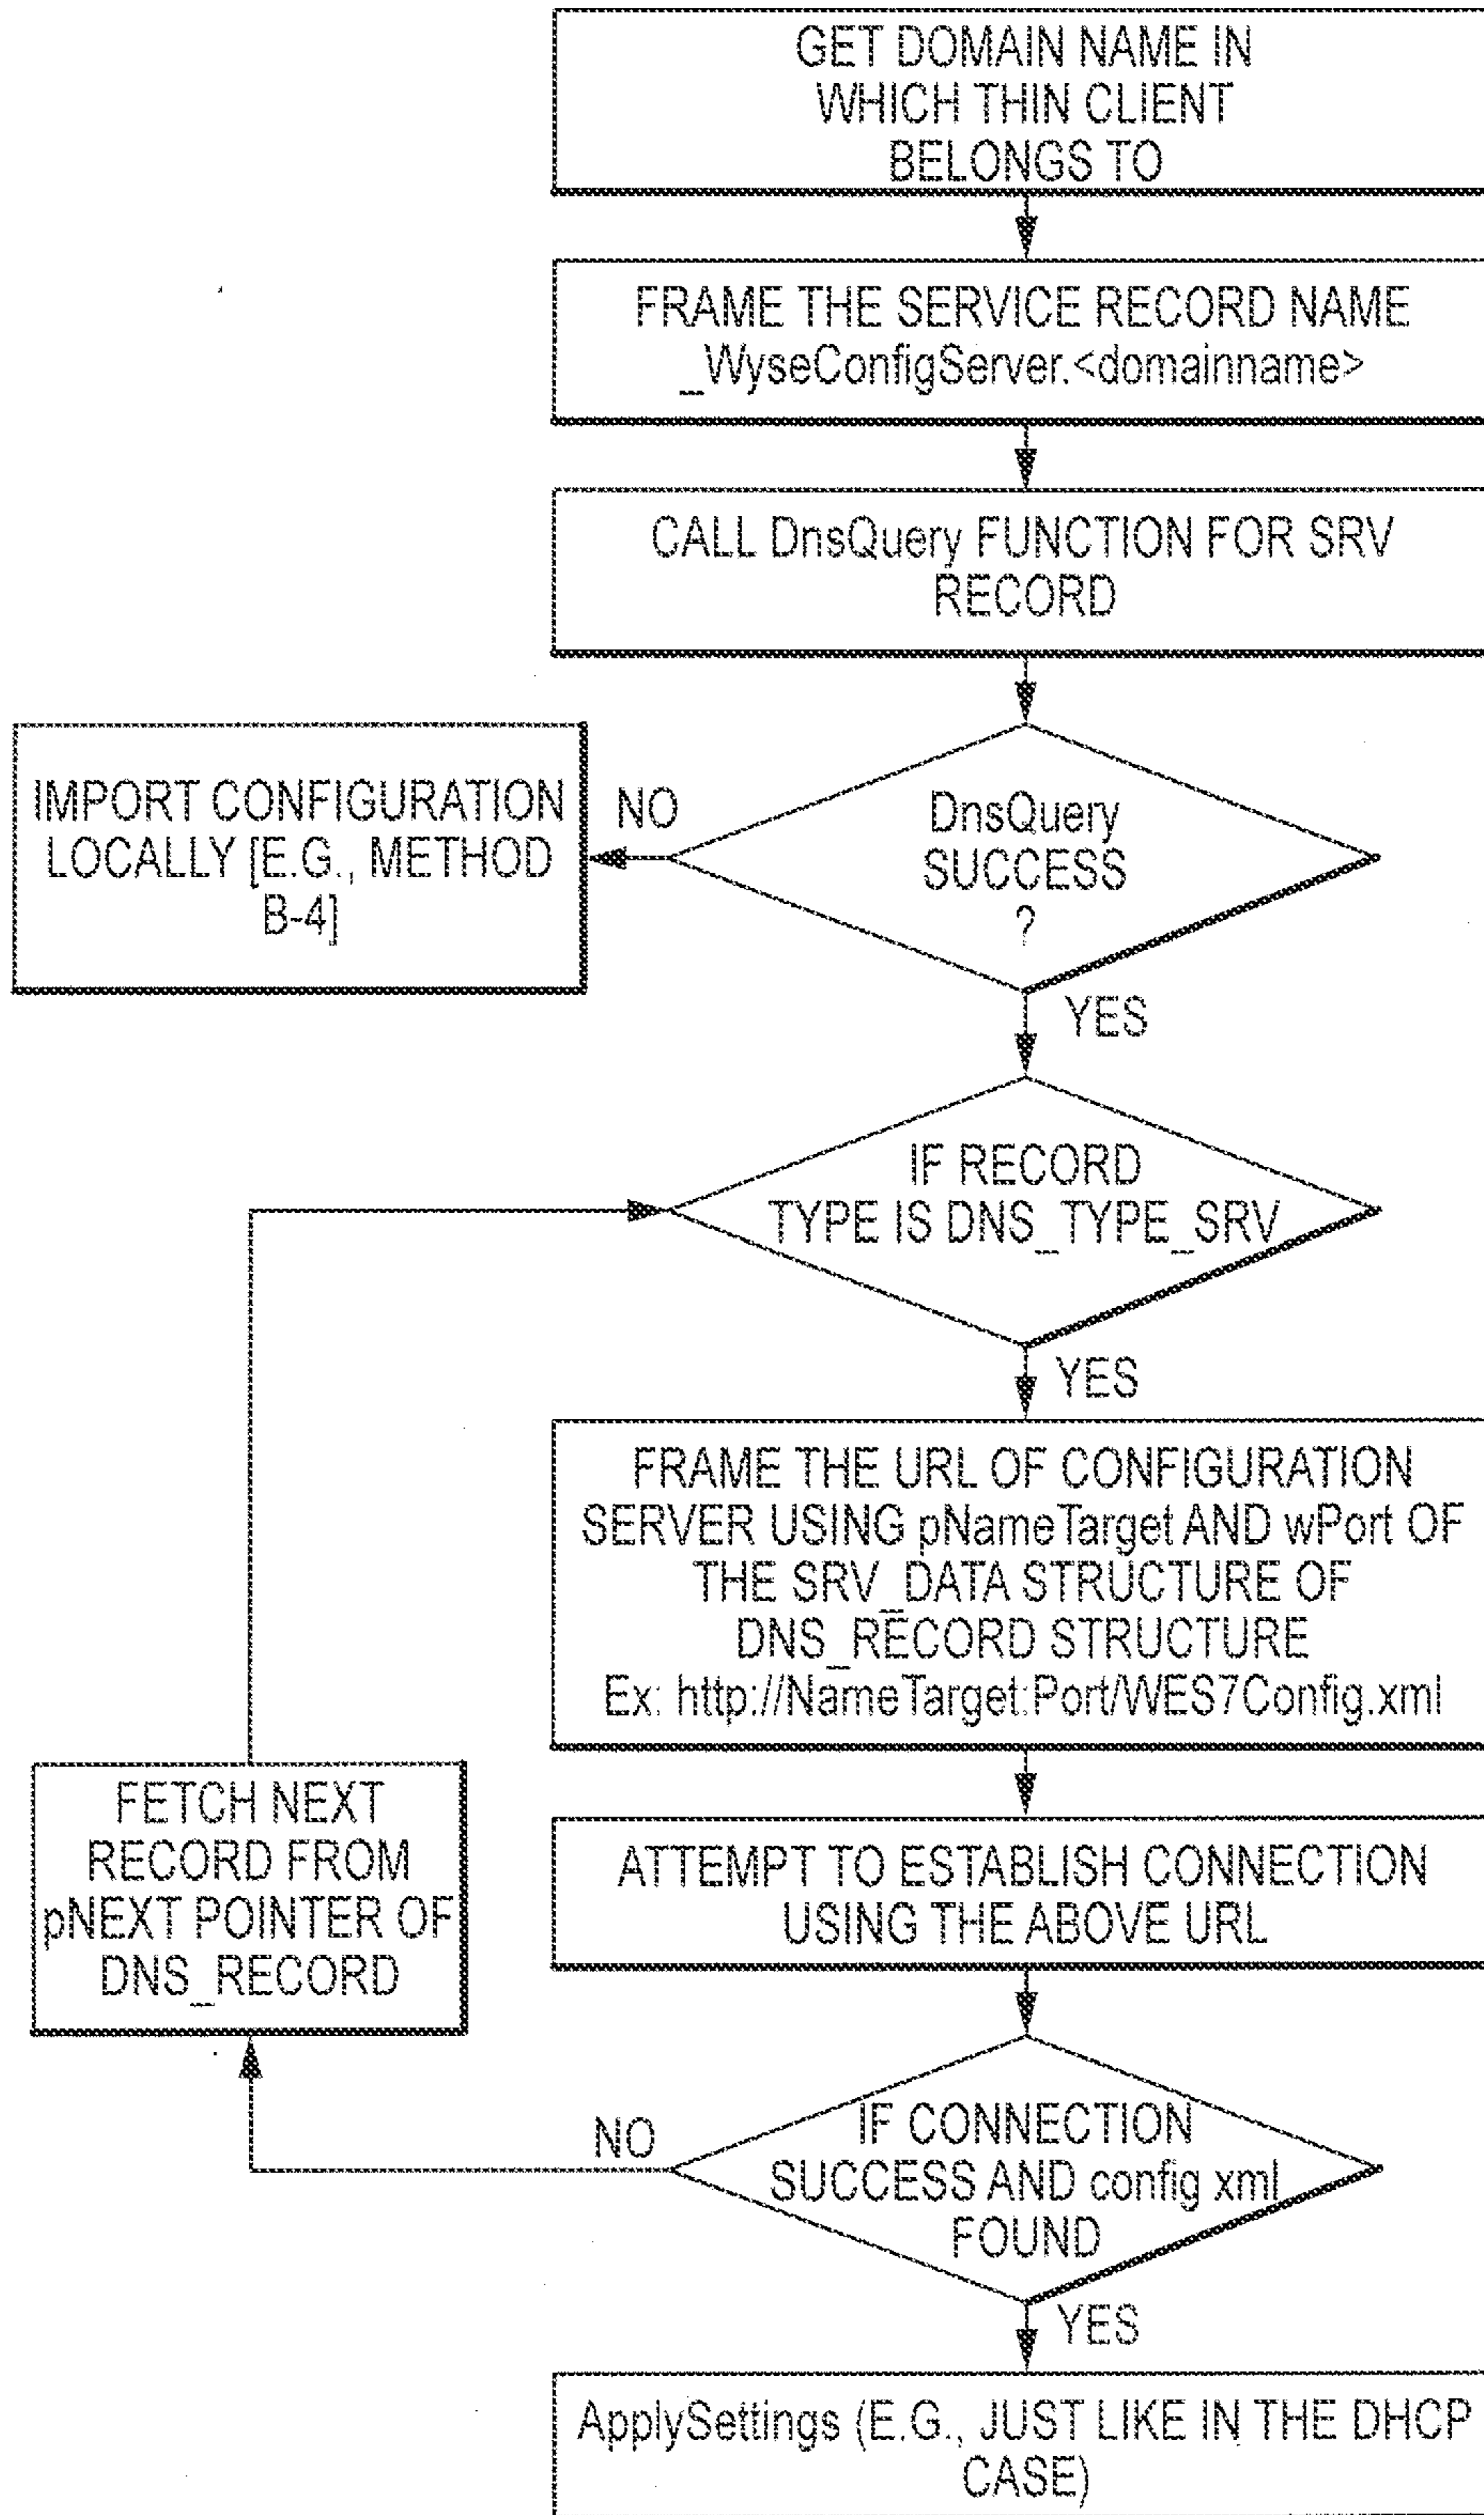 GET DOMAIN NAME IN
WHICH THIN CLIENT
BELONGS TO
FRAME THE SERVICE RECORD NAME
_WyseConfigServer.<domainname>
CALL DnsQuery FUNCTION FOR SRV
RECORD
DnsQuery
SUCCESS
?
NO
IMPORT CONFIGURATION
LOCALLY [E.G., METHOD
B-4]
YES
IF RECORD
TYPE IS DNS_TYPE_SRV
YES
FRAME THE URL OF CONFIGURATION
SERVER USING pNameTarget AND wPort OF
THE SRV_DATA STRUCTURE OF
DNS_RECORD STRUCTURE
Ex: http://NameTarget:Port/WES7Config.xml
ATTEMPT TO ESTABLISH CONNECTION
USING THE ABOVE URL
IF CONNECTION
SUCCESS AND config xml
FOUND
NO
FETCH NEXT
RECORD FROM
pNEXT POINTER OF
DNS_RECORD
YES
ApplySettings (E.G., JUST LIKE IN THE DHCP
CASE)